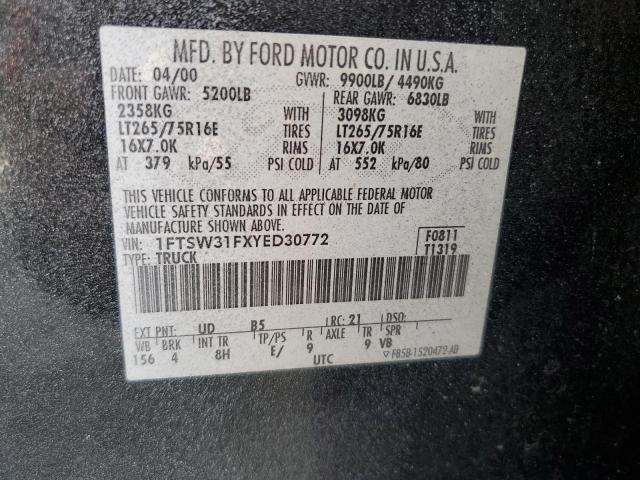 MFD. BY FORD MOTOR CO. IN U.S.A.
DATE: 04/00 GVWR: 9900LB/ 4490KG
FRONT GAWR: 5200LB REAR GAWR: 6830LB
2358KG WITH 3098KG WITH
LT265/75R16E TIRES LT265/75R16E TIRES
16X7.0K RIMS 16X7.0K RIMS
AT 379 kPa/55 PSI COLD AT 552 kPa/80 PSI COLD
THIS VEHICLE CONFORMS TO ALL APPLICABLE FEDERAL MOTOR
VEHICLE SAFETY STANDARDS IN EFFECT ON THE DATE OF
MANUFACTURE SHOWN ABOVE.
VIN: 1FTSW31FXYED30772 F0811
TYPE: TRUCK T1319
EXT PNT: UD B5 RC: 21 DSO:
WB BRK INT TR TP/PS R AXLE TR SPR
156 4 8H E/ 9 9 VB
UTC F85B-1520472-AB